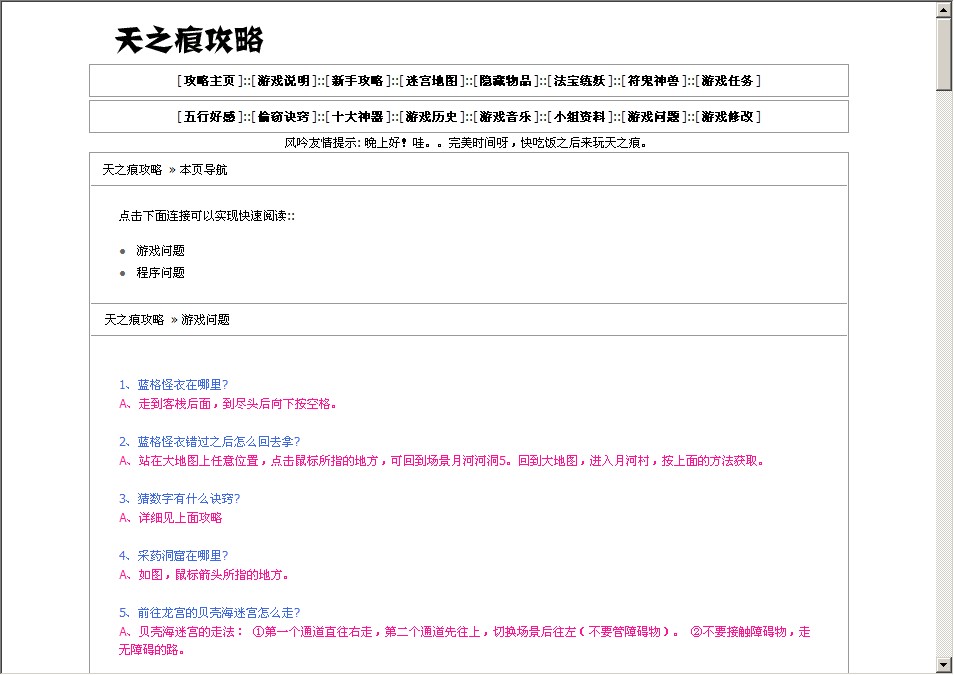 天之痕攻略
[攻略主页]::[游戏说明]::[新手攻略]::[迷宫地图]::[隐藏物品]::[法宝练妖]::[符鬼神兽]::[游戏任务]
[五行好感]::[偷窃诀窍]::[十大神器]::[游戏历史]::[游戏音乐]::[小组资料]::[游戏问题]::[游戏修改]
风吟友情提示: 晚上好！哇。。完美时间呀，快吃饭之后来玩天之痕。
天之痕攻略 » 本页导航
点击下面连接可以实现快速阅读::
游戏问题
程序问题
天之痕攻略 » 游戏问题
1、蓝格怪衣在哪里？
A、走到客栈后面，到尽头后向下按空格。
2、蓝格怪衣错过之后怎么回去拿？
A、站在大地图上任意位置，点击鼠标所指的地方，可回到场景月河河洞5。回到大地图，进入月河村，按上面的方法获取。
3、猜数字有什么诀窍？
A、详细见上面攻略
4、采药洞窟在哪里？
A、如图，鼠标箭头所指的地方。
5、前往龙宫的贝壳海迷宫怎么走？
A、贝壳海迷宫的走法： ①第一个通道直往右走，第二个通道先往上，切换场景后往左（不要管障碍物）。 ②不要接触障碍物，走
无障碍的路。